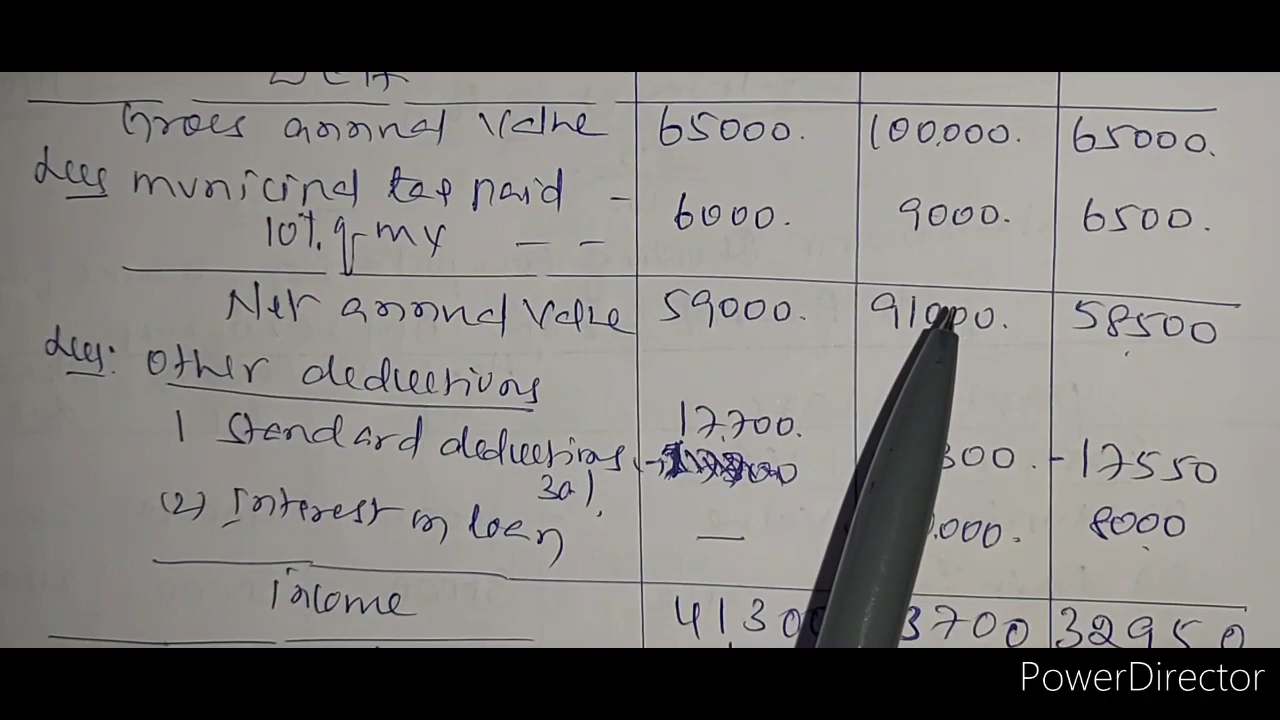 Gross annual Value 65000. 100,000. 65000.
Less municipal tax paid -
10% of MV - - 6000. 9000. 6500.
Net annual Value 59000. 91000. 58500
Less: Other deductions
1 Standard deductions - 17,700. 300. - 17550
30%
(2) Interest on loan — 000. 8000
Income 41300 3700 32950
PowerDirector